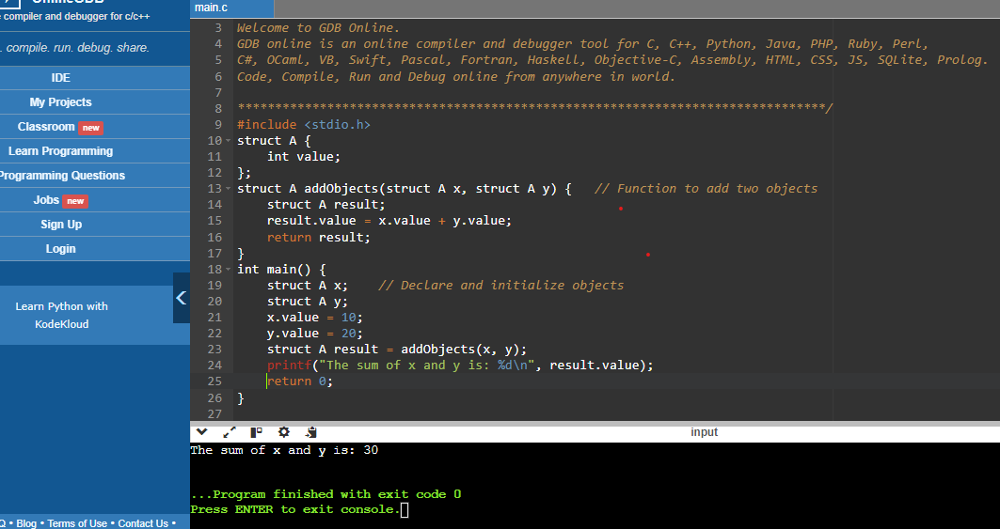 OnlineGDB
compiler and debugger for c/c++
. compile. run. debug. share.
IDE
My Projects
Classroom new
Learn Programming
Programming Questions
Jobs new
Sign Up
Login
Learn Python with
KodeKloud
• Blog • Terms of Use • Contact Us •
main.c
3 Welcome to GDB Online.
4 GDB online is an online compiler and debugger tool for C, C++, Python, Java, PHP, Ruby, Perl,
5 C#, OCaml, VB, Swift, Pascal, Fortran, Haskell, Objective-C, Assembly, HTML, CSS, JS, SQLite, Prolog.
6 Code, Compile, Run and Debug online from anywhere in world.
7
8 *******************************************************************************/
9 #include <stdio.h>
10 struct A {
11     int value;
12 };
13 struct A addObjects(struct A x, struct A y) {   // Function to add two objects
14     struct A result;
15     result.value = x.value + y.value;
16     return result;
17 }
18 int main() {
19     struct A x;    // Declare and initialize objects
20     struct A y;
21     x.value = 10;
22     y.value = 20;
23     struct A result = addObjects(x, y);
24     printf("The sum of x and y is: %d\n", result.value);
25     return 0;
26 }
27
input
The sum of x and y is: 30
...Program finished with exit code 0
Press ENTER to exit console.